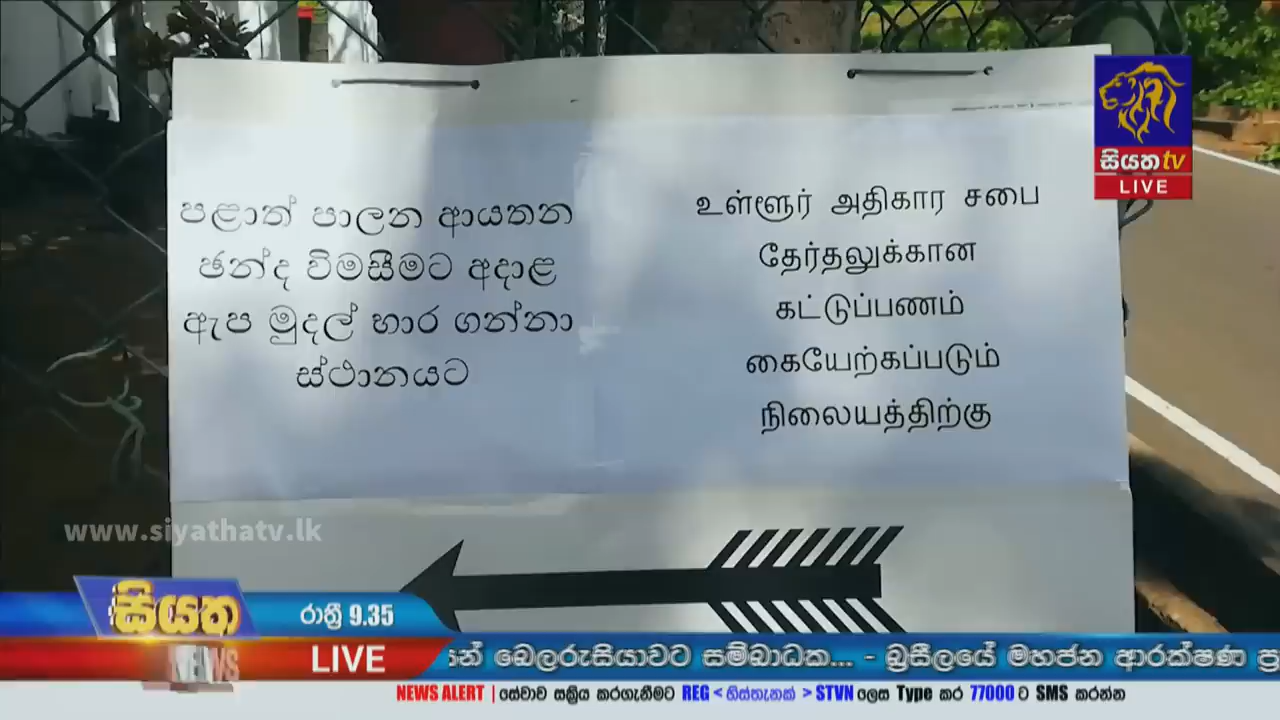 සියත tv
LIVE
පළාත් පාලන ආයතන
ඡන්ද විමසීමට අදාළ
ඇප මුදල් භාර ගන්නා
ස්ථානයට
உள்ளூர் அதிகார சபை
தேர்தலுக்கான
கட்டுப்பணம்
கையேற்கப்படும்
நிலையத்திற்கு
www.siyathatv.lk
සියත
NEWS
රාත්‍රී 9.35
LIVE
බෙලරුසියාවට සම්බාධක... - බ්‍රසීලයේ මහජන ආරක්ෂණ
NEWS ALERT | සේවාව සක්‍රිය කරගැනීමට REG < හිස්තැනක් > STVN ලෙස Type කර 77000 ට SMS කරන්න